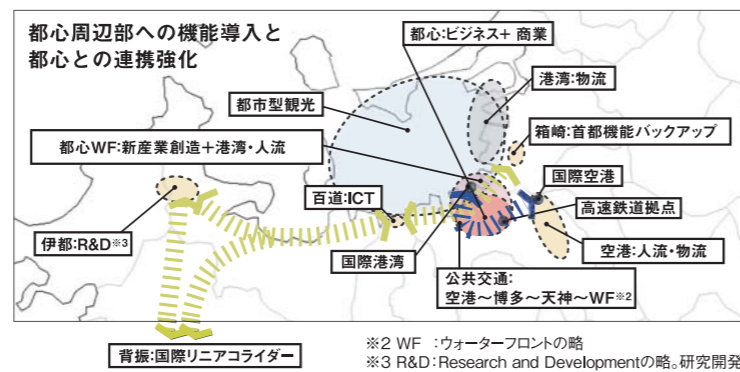 都心周辺部への機能導入と
都心との連携強化
都心:ビジネス+ 商業
港湾:物流
都市型観光
箱崎:首都機能バックアップ
都心WF:新産業創造+港湾・人流
国際空港
百道:ICT
高速鉄道拠点
伊都:R&D※3
国際港湾
空港:人流・物流
公共交通:
空港〜博多〜天神〜WF※2
背振:国際リニアコライダー
※2 WF :ウォーターフロントの略
※3 R&D:Research and Developmentの略。研究開発